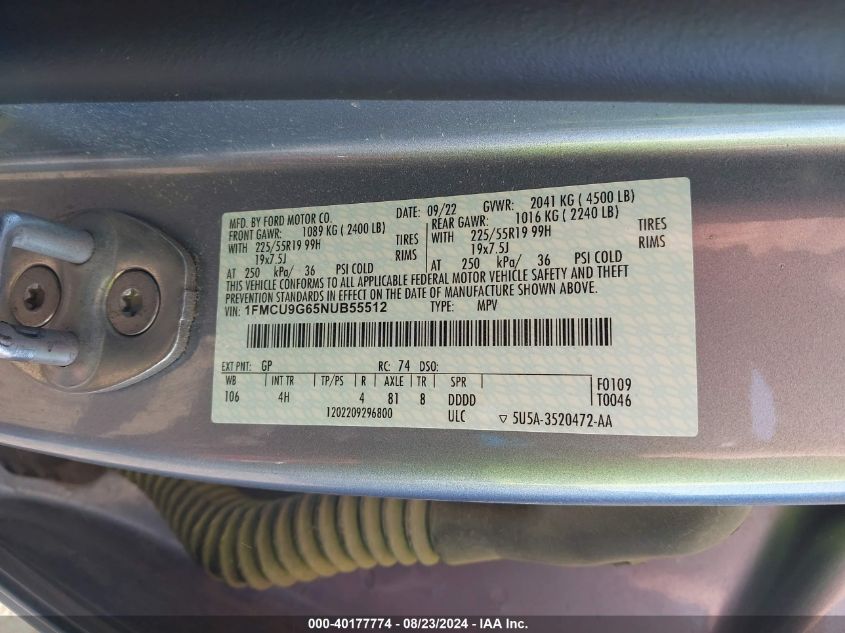 MFD. BY FORD MOTOR CO.
DATE: 09/22 GVWR: 2041 KG ( 4500 LB)
FRONT GAWR: 1089 KG ( 2400 LB) REAR GAWR: 1016 KG ( 2240 LB)
WITH 225/55R19 99H TIRES WITH 225/55R19 99H TIRES
19x7.5J RIMS 19x7.5J RIMS
AT 250 kPa/ 36 PSI COLD AT 250 kPa/ 36 PSI COLD
THIS VEHICLE CONFORMS TO ALL APPLICABLE FEDERAL MOTOR VEHICLE SAFETY AND THEFT
PREVENTION STANDARDS IN EFFECT ON THE DATE OF MANUFACTURE SHOWN ABOVE.
VIN: 1FMCU9G65NUB55512 TYPE: MPV
EXT PNT: GP RC: 74 DSO:
WB INT TR TP/PS R AXLE TR SPR F0109
106 4H 4 81 8 DDDD T0046
1202209296800 ULC ▽ 5U5A-3520472-AA
000-40177774 - 08/23/2024 - IAA Inc.